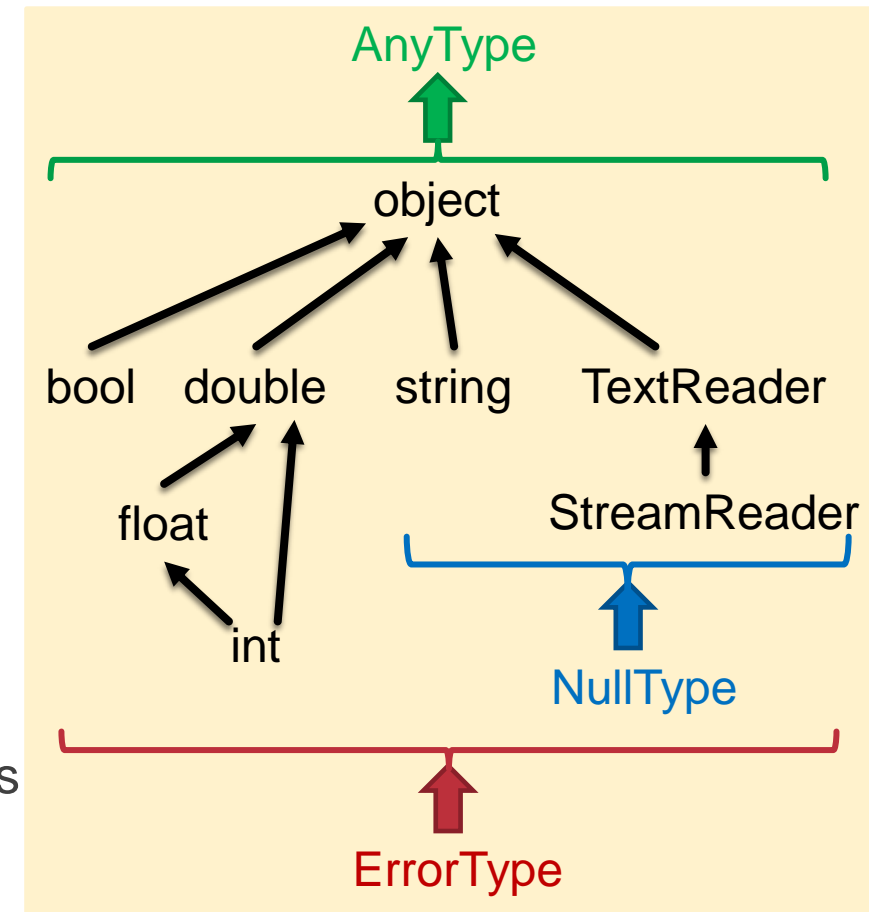 AnyType
object
bool double string TextReader
float StreamReader
int
NullType
s
ErrorType